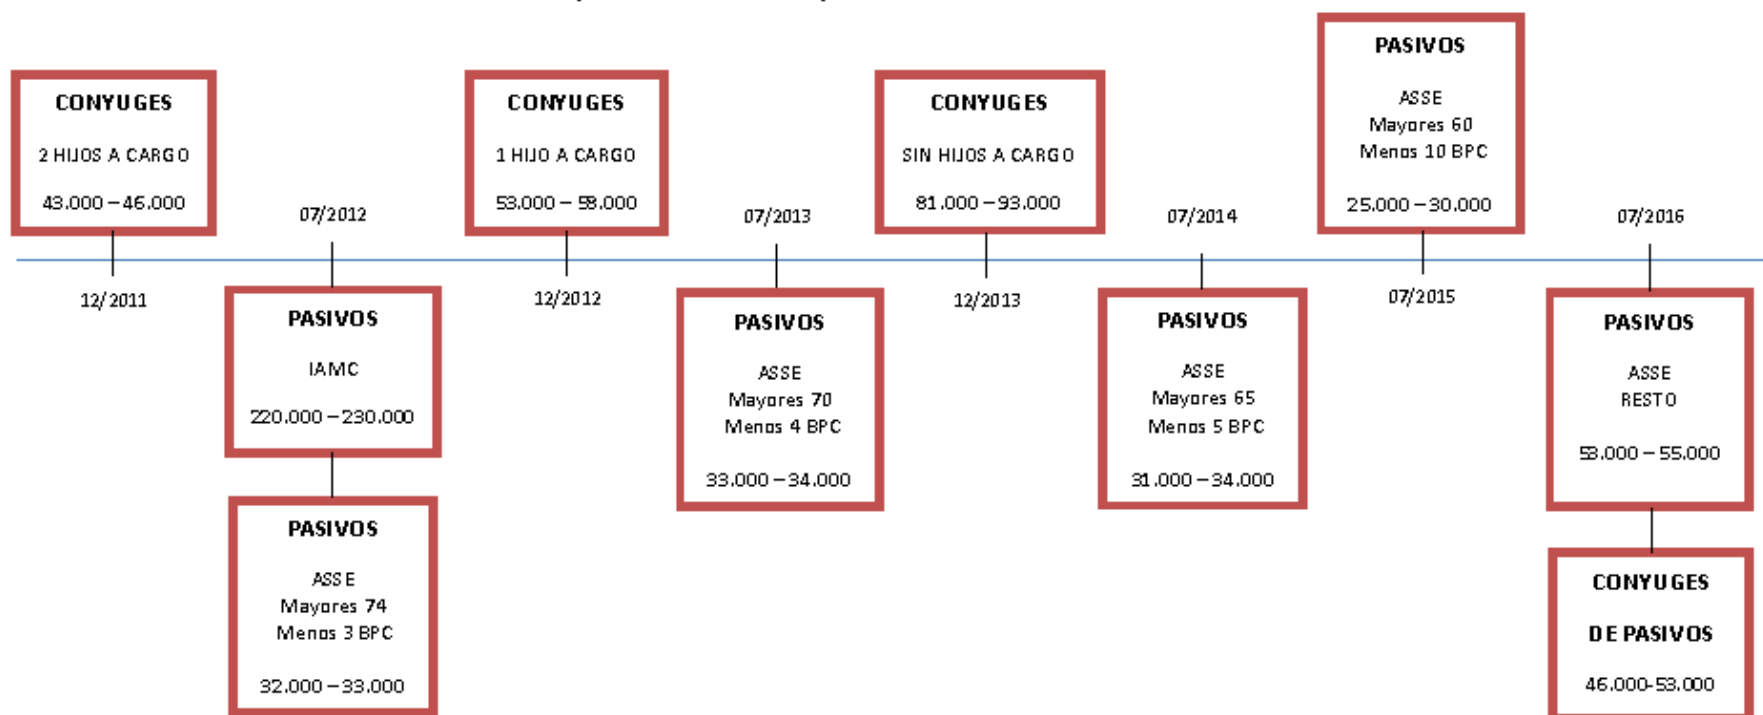 CONYUGES
2 HIJOS A CARGO
43.000 – 46.000
12/2011
07/2012
PASIVOS
IAMC
220.000 – 230.000
PASIVOS
ASSE
Mayores 74
Menos 3 BPC
32.000 – 33.000
CONYUGES
1 HIJO A CARGO
53.000 – 58.000
12/2012
07/2013
PASIVOS
ASSE
Mayores 70
Menos 4 BPC
33.000 – 34.000
CONYUGES
SIN HIJOS A CARGO
81.000 – 93.000
12/2013
07/2014
PASIVOS
ASSE
Mayores 65
Menos 5 BPC
31.000 – 34.000
PASIVOS
ASSE
Mayores 60
Menos 10 BPC
25.000 – 30.000
07/2015
07/2016
PASIVOS
ASSE
RESTO
53.000 – 55.000
CONYUGES
DE PASIVOS
46.000-53.000